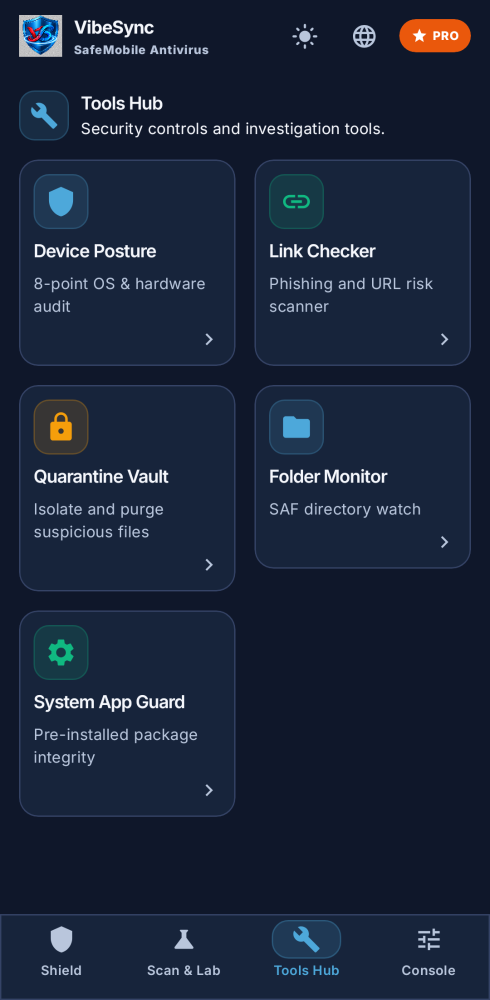 VibeSync
SafeMobile Antivirus
PRO
Tools Hub
Security controls and investigation tools.
Device Posture
8-point OS & hardware
audit
Link Checker
Phishing and URL risk
scanner
Quarantine Vault
Isolate and purge
suspicious files
Folder Monitor
SAF directory watch
System App Guard
Pre-installed package
integrity
Shield
Scan & Lab
Tools Hub
Console